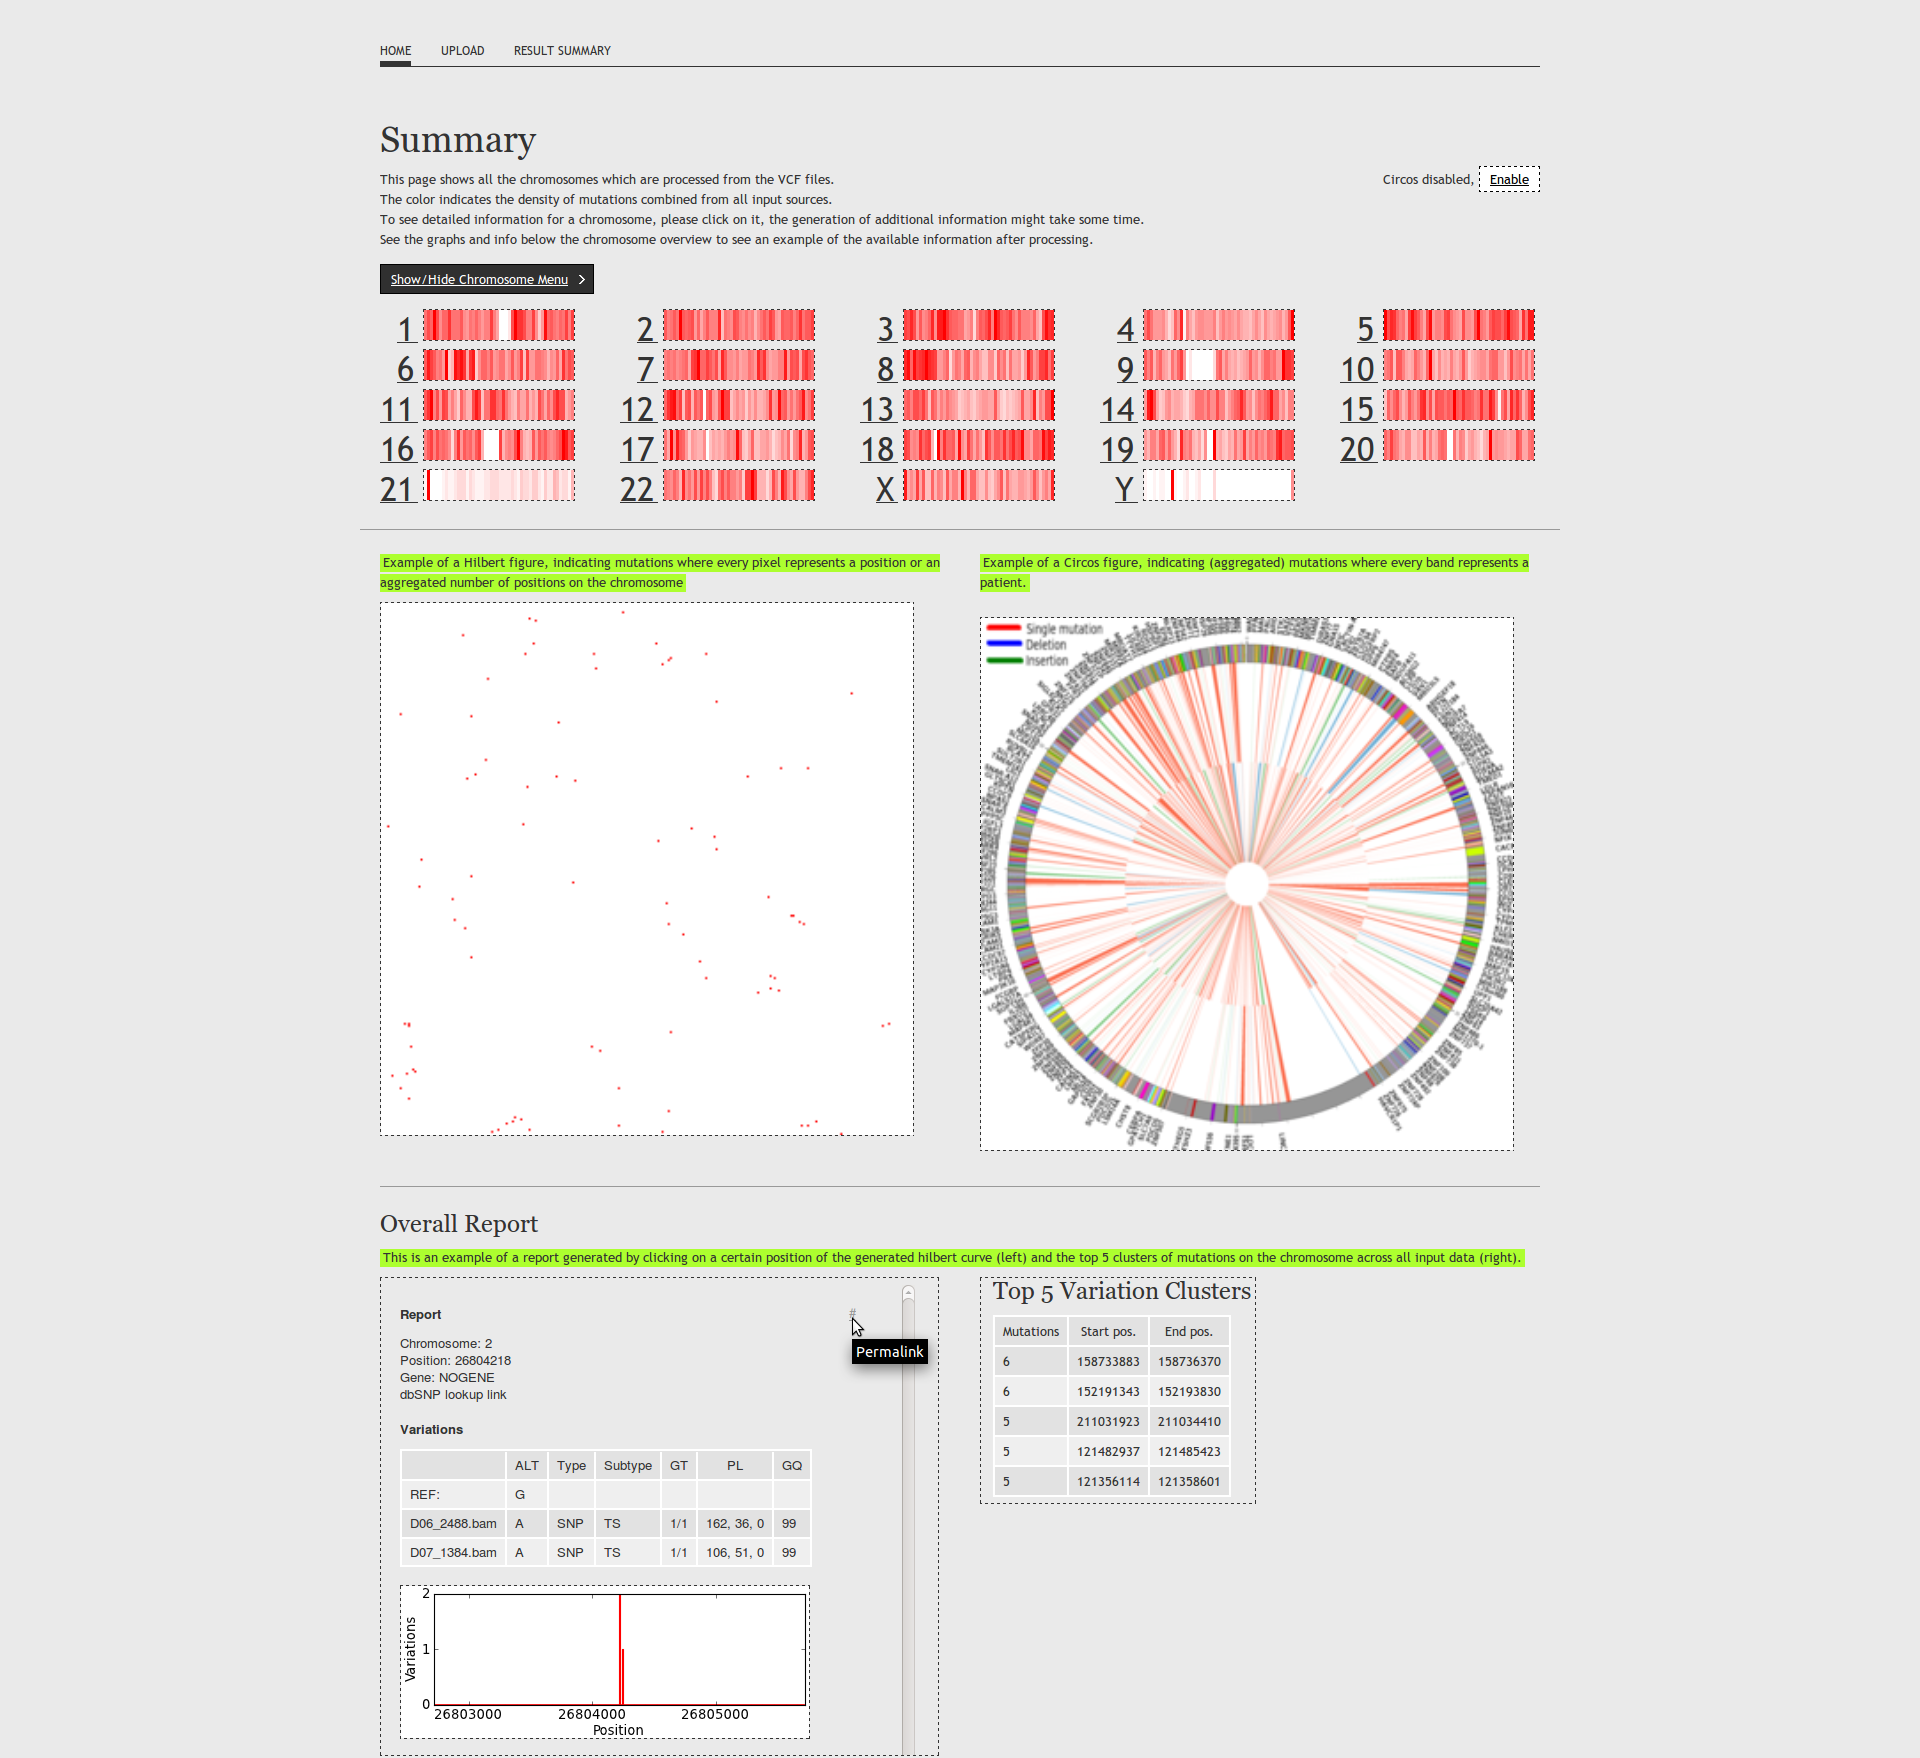 HOME UPLOAD RESULT SUMMARY
Summary
This page shows all the chromosomes which are processed from the VCF files.
Circos disabled, Enable
The color indicates the density of mutations combined from all input sources.
To see detailed information for a chromosome, please click on it, the generation of additional information might take some time.
See the graphs and info below the chromosome overview to see an example of the available information after processing.
Show/Hide Chromosome Menu
1 2 3 4 5
6 7 8 9 10
11 12 13 14 15
16 17 18 19 20
21 22 X Y
Example of a Hilbert figure, indicating mutations where every pixel represents a position or an
aggregated number of positions on the chromosome
Example of a Circos figure, indicating (aggregated) mutations where every band represents a
patient.
Single mutation
Deletion
Insertion
Overall Report
This is an example of a report generated by clicking on a certain position of the generated hilbert curve (left) and the top 5 clusters of mutations on the chromosome across all input data (right).
Report #
Permalink
Chromosome: 2
Position: 26804218
Gene: NOGENE
dbSNP lookup link
Variations
ALT Type Subtype GT PL GQ
REF: G
D06_2488.bam A SNP TS 1/1 162, 36, 0 99
D07_1384.bam A SNP TS 1/1 106, 51, 0 99
Variations
2
1
0
26803000 26804000 26805000
Position
Top 5 Variation Clusters
Mutations Start pos. End pos.
6 158733883 158736370
6 152191343 152193830
5 211031923 211034410
5 121482937 121485423
5 121356114 121358601